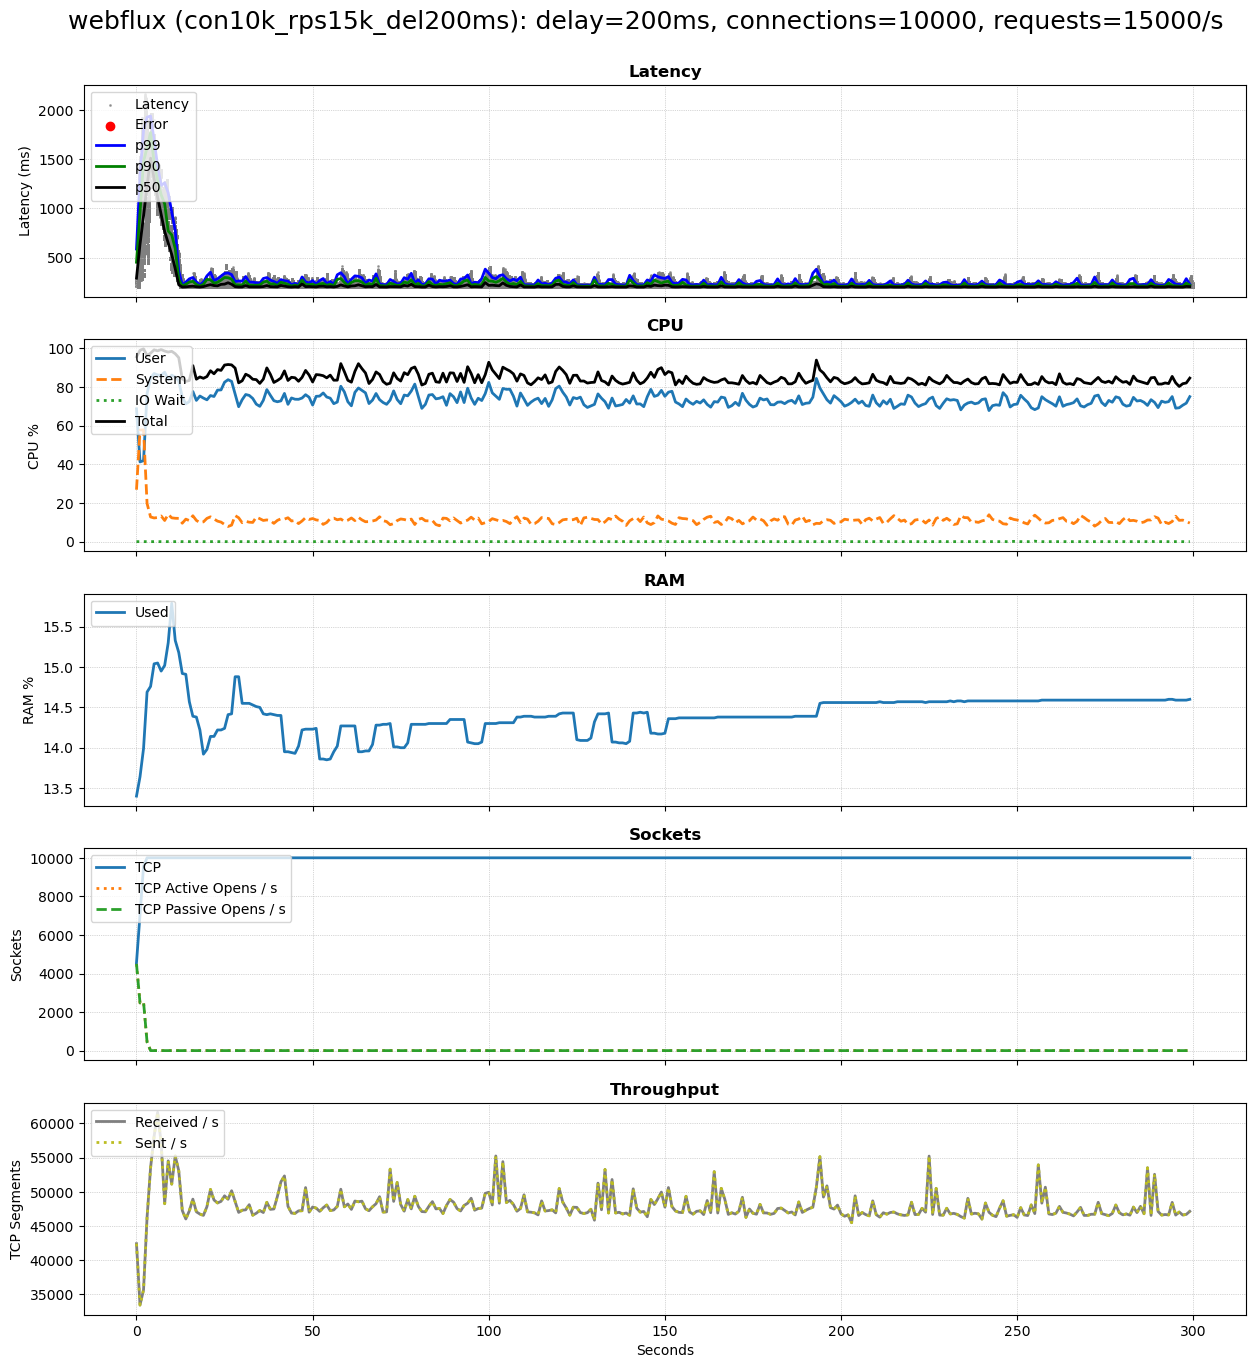 webflux (con10k_rps15k_del200ms): delay=200ms, connections=10000, requests=15000/s
Latency
Latency (ms)
2000
1500
1000
500
Latency
Error
p99
p90
p50
CPU
CPU %
100
80
60
40
20
0
User
System
IO Wait
Total
RAM
RAM %
15.5
15.0
14.5
14.0
13.5
Used
Sockets
Sockets
10000
8000
6000
4000
2000
0
TCP
TCP Active Opens / s
TCP Passive Opens / s
Throughput
TCP Segments
60000
55000
50000
45000
40000
35000
Received / s
Sent / s
0 50 100 150 200 250 300
Seconds